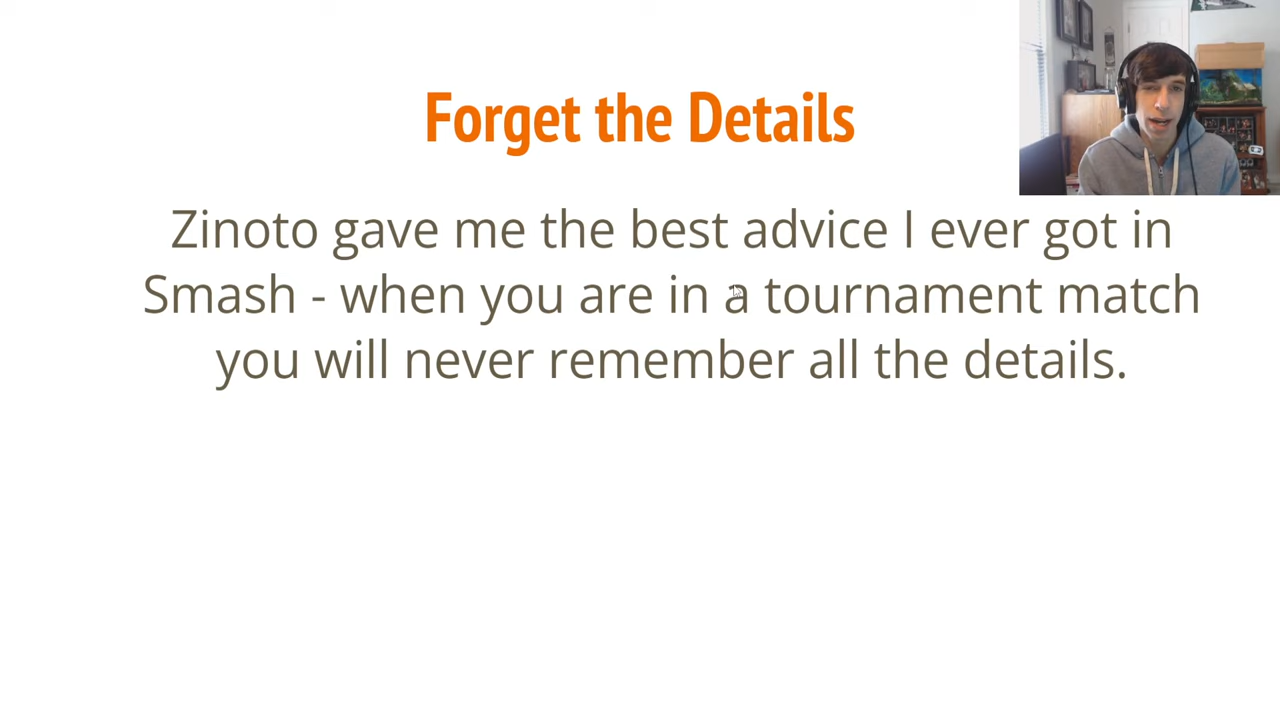 Forget the Details
Zinoto gave me the best advice I ever got in
Smash - when you are in a tournament match
you will never remember all the details.